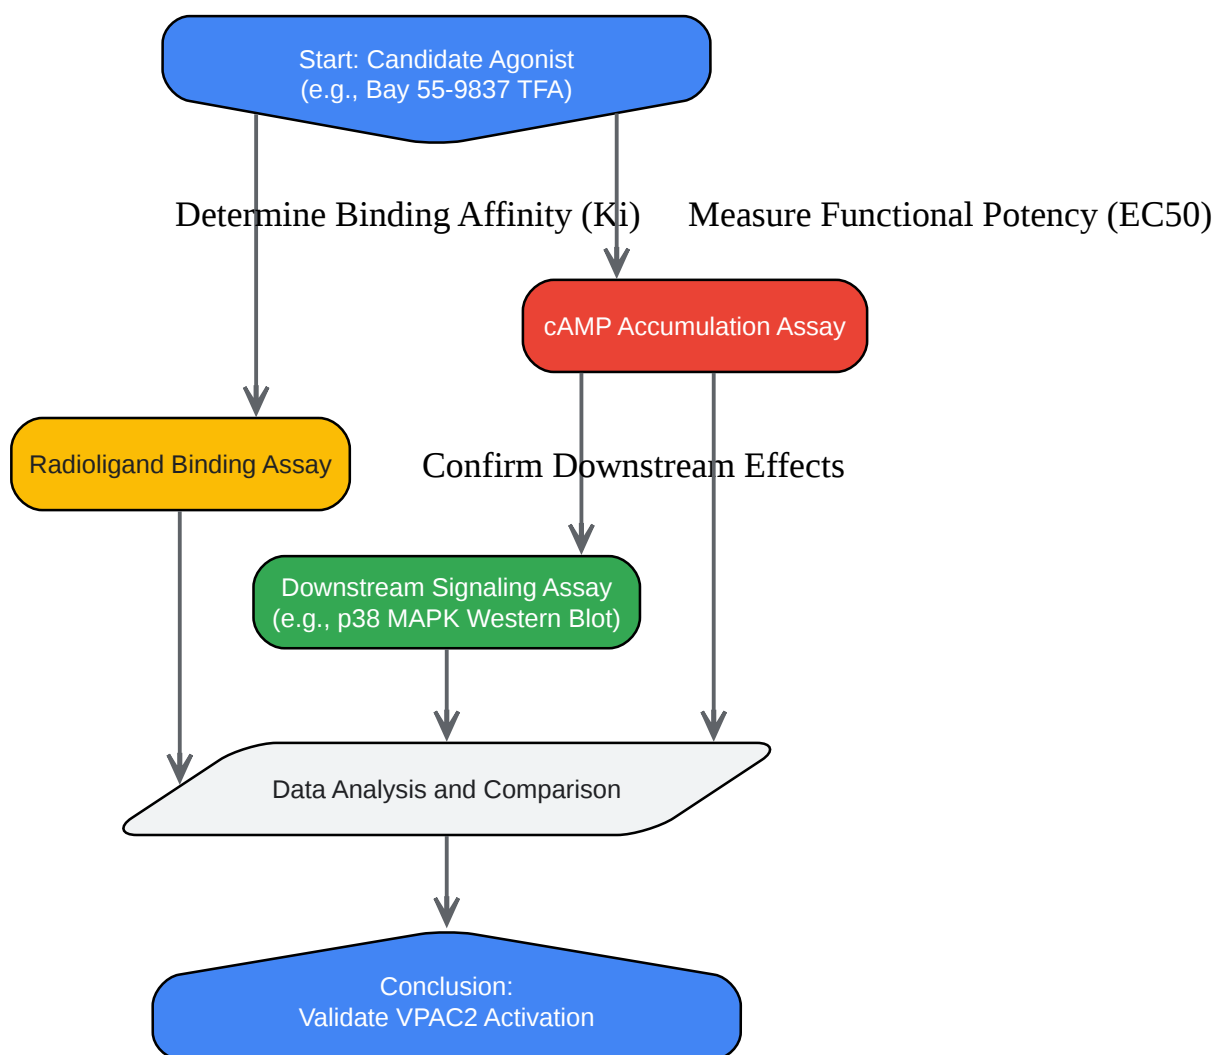 Start: Candidate Agonist
(e.g., Bay 55-9837 TFA)
Determine Binding Affinity (Ki)
Measure Functional Potency (EC50)
cAMP Accumulation Assay
Radioligand Binding Assay
Confirm Downstream Effects
Downstream Signaling Assay
(e.g., p38 MAPK Western Blot)
Data Analysis and Comparison
Conclusion:
Validate VPAC2 Activation